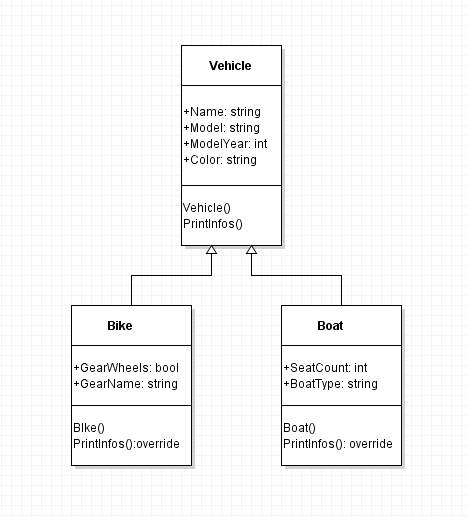 Vehicle
+Name: string
+Model: string
+ModelYear: int
+Color: string
Vehicle()
PrintInfos()
Bike
+GearWheels: bool
+GearName: string
BIke()
PrintInfos():override
Boat
+SeatCount: int
+BoatType: string
Boat()
PrintInfos(): override